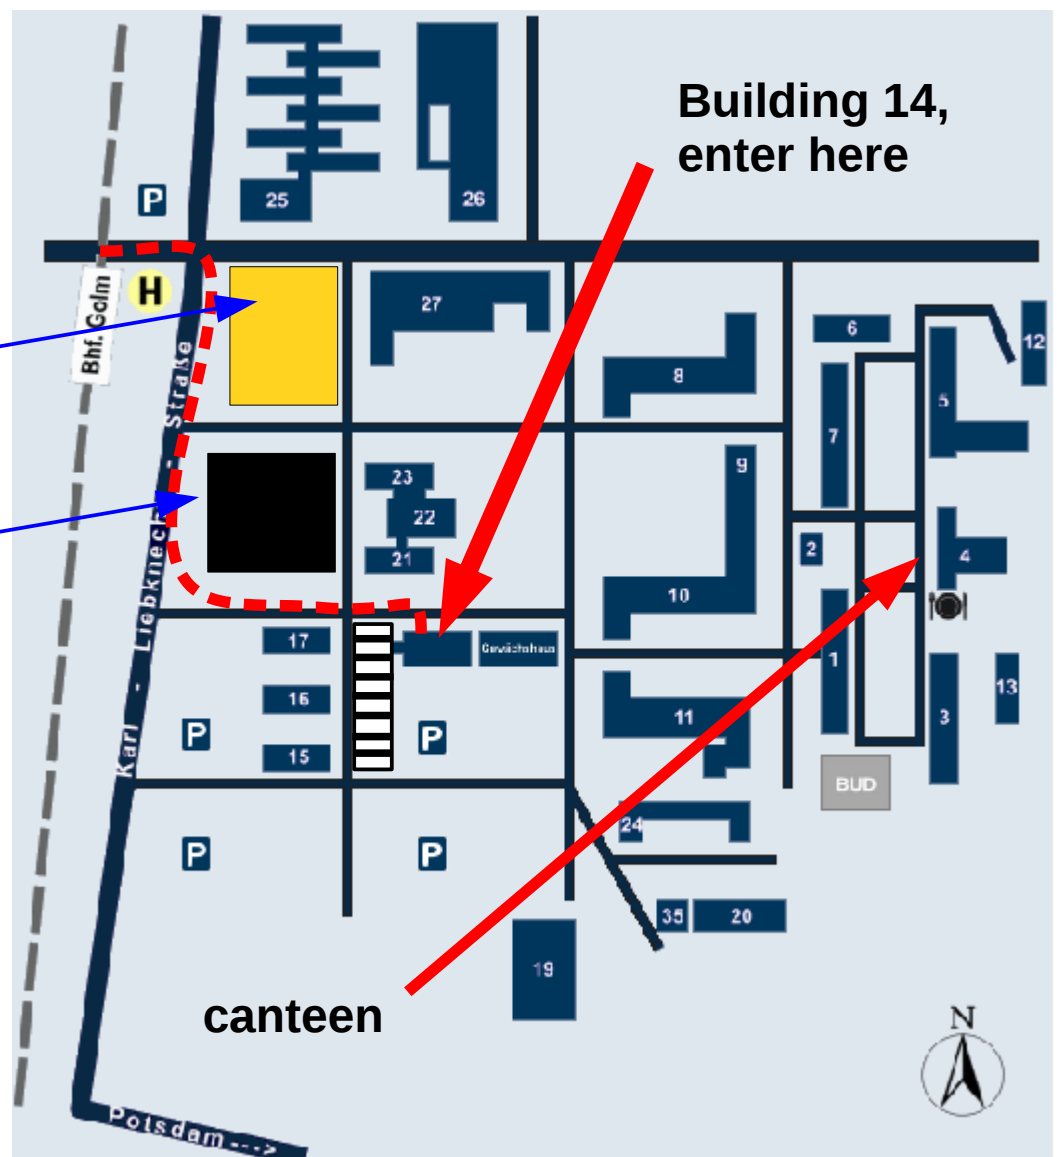 Building 14,
enter here
P
25
26
H
Bhf. Golm
27
6
12
8
5
7
9
23
22
21
2
4
10
17
Gewächshaus
1
13
16
11
3
P
P
15
BUD
24
P
P
35
20
19
canteen
N
Karl - Liebknecht - Straße
Potsdam --->